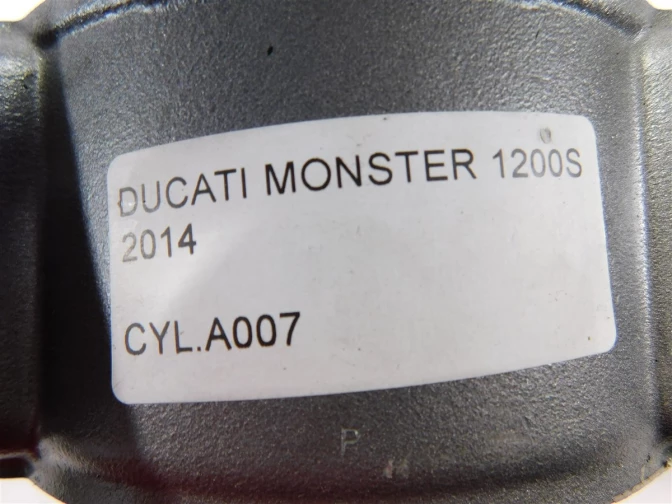 DUCATI MONSTER 1200S
2014
CYL.A007
P